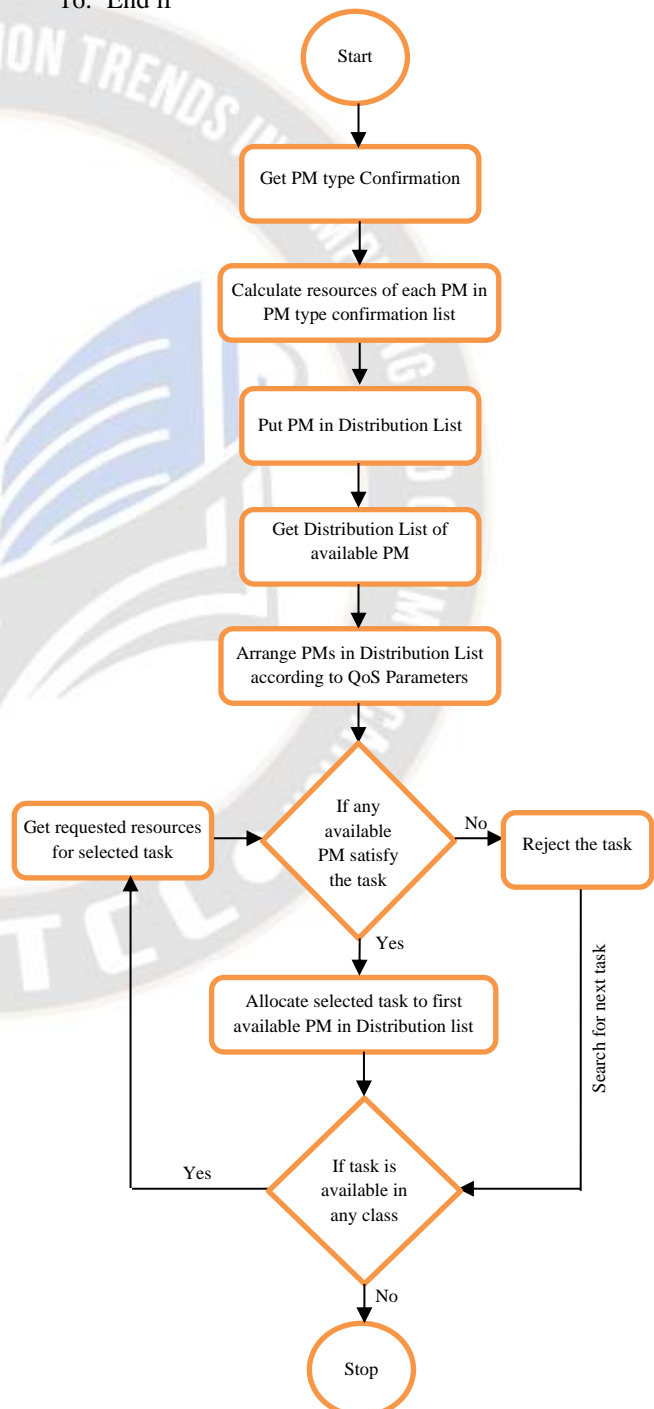 16. End if
Start
Get PM type Confirmation
Calculate resources of each PM in
PM type confirmation list
Put PM in Distribution List
Get Distribution List of
available PM
Arrange PMs in Distribution List
according to QoS Parameters
Get requested resources
for selected task
If any
available
PM satisfy
the task
No
Reject the task
Yes
Allocate selected task to first
available PM in Distribution list
Search for next task
Yes
If task is
available in
any class
No
Stop